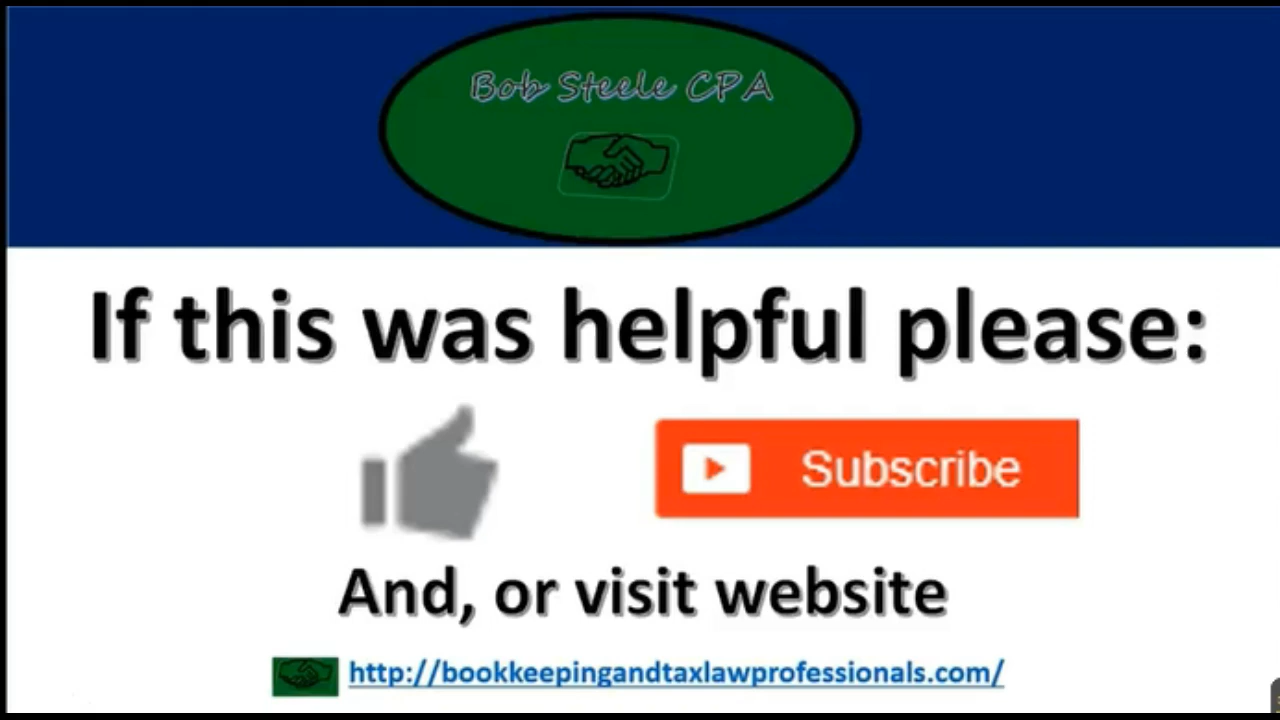 Bob Steele CPA
If this was helpful please:
Subscribe
And, or visit website
http://bookkeepingandtaxlawprofessionals.com/